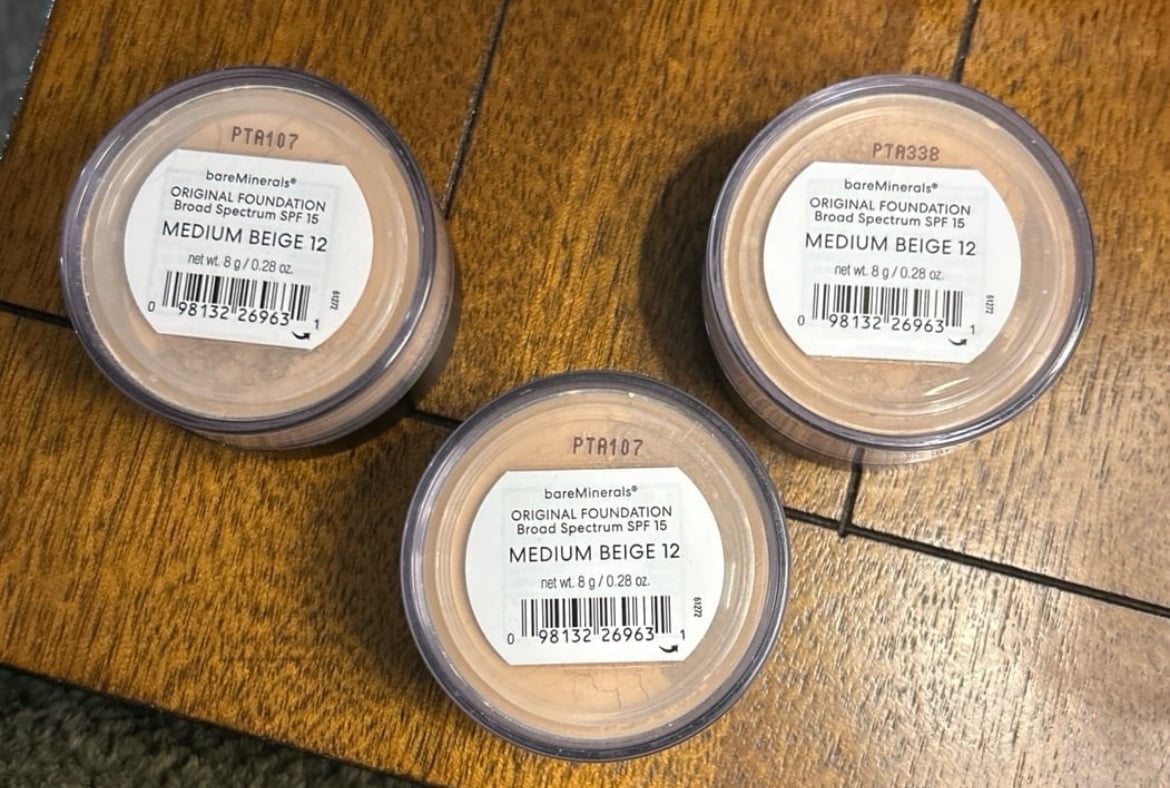 PTA107
bareMinerals®
ORIGINAL FOUNDATION
Broad Spectrum SPF 15
MEDIUM BEIGE 12
net wt. 8 g / 0.28 oz.
61272
0 98132 26963 1
PTA338
bareMinerals®
ORIGINAL FOUNDATION
Broad Spectrum SPF 15
MEDIUM BEIGE 12
net wt. 8 g / 0.28 oz.
61272
0 98132 26963 1
PTA107
bareMinerals®
ORIGINAL FOUNDATION
Broad Spectrum SPF 15
MEDIUM BEIGE 12
net wt. 8 g / 0.28 oz.
61272
0 98132 26963 1